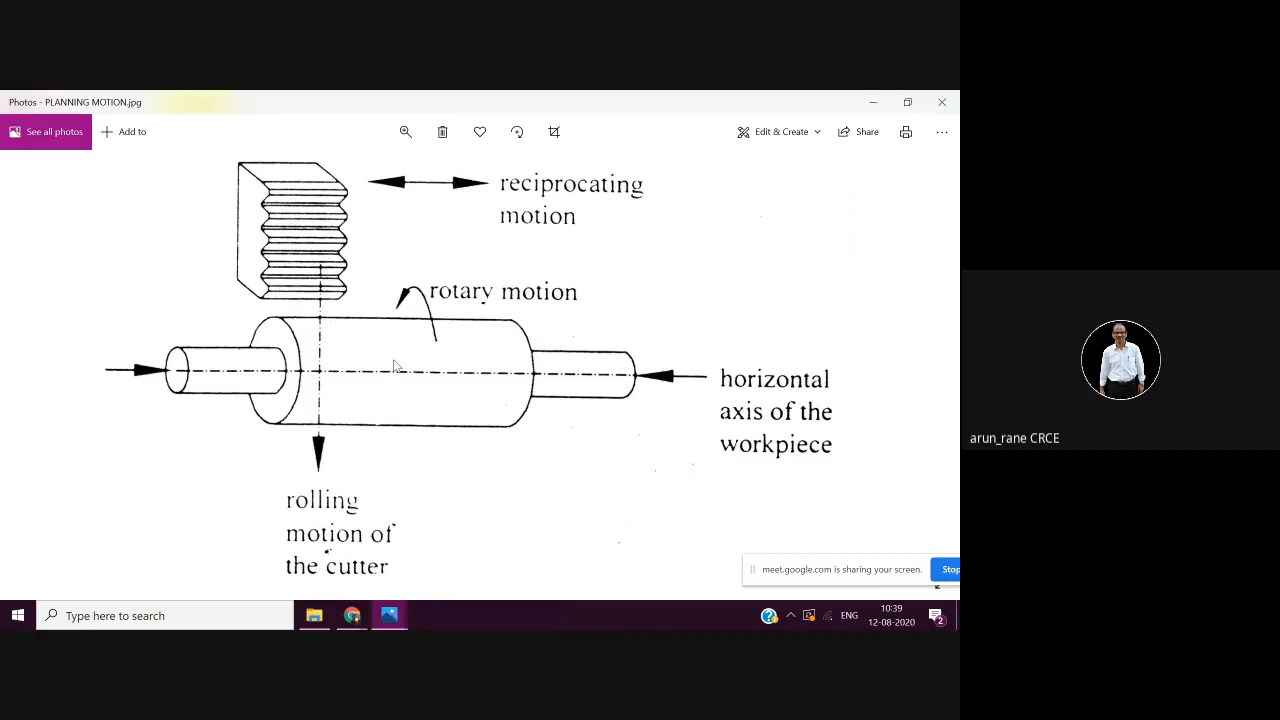 Photos - PLANNING MOTION.jpg
See all photos
Add to
Edit & Create
Share
reciprocating
motion
rotary motion
horizontal
axis of the
workpiece
rolling
motion of
the cutter
arun_rane CRCE
meet.google.com is sharing your screen.
Stop
Type here to search
ENG
10:39
12-08-2020
2